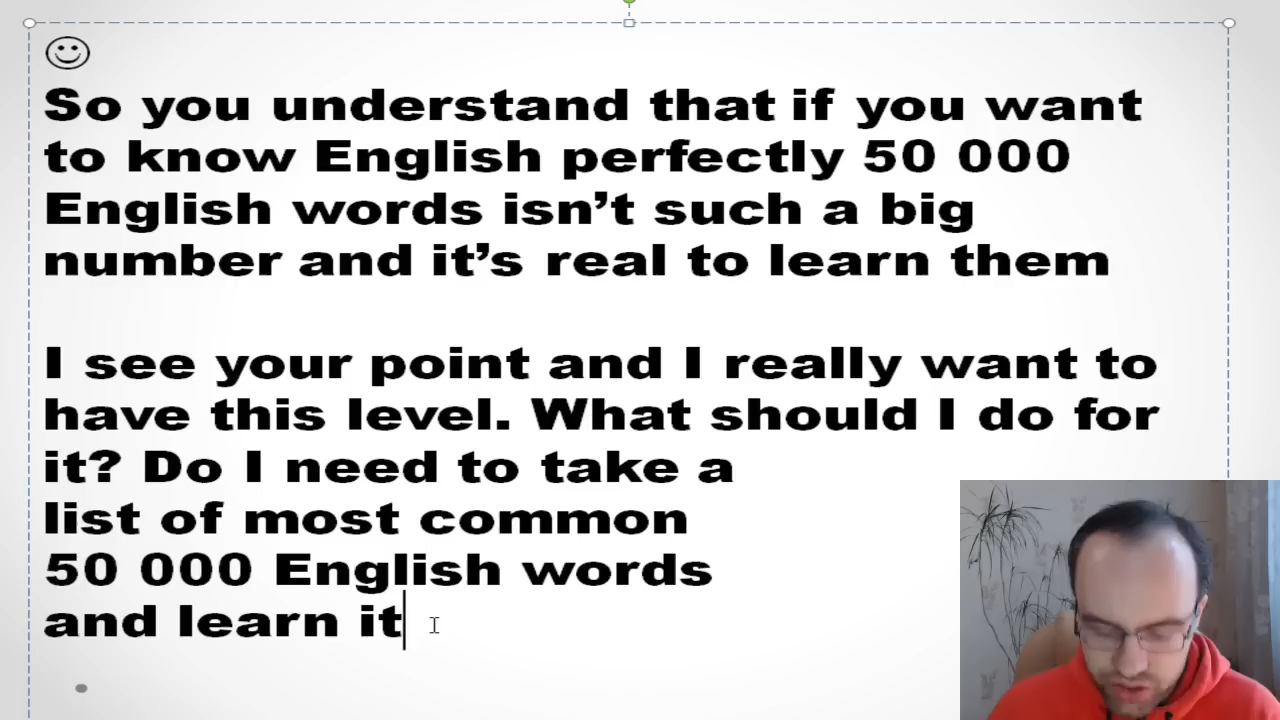 So you understand that if you want
to know English perfectly 50 000
English words isn’t such a big
number and it’s real to learn them
I see your point and I really want to
have this level. What should I do for
it? Do I need to take a
list of most common
50 000 English words
and learn it